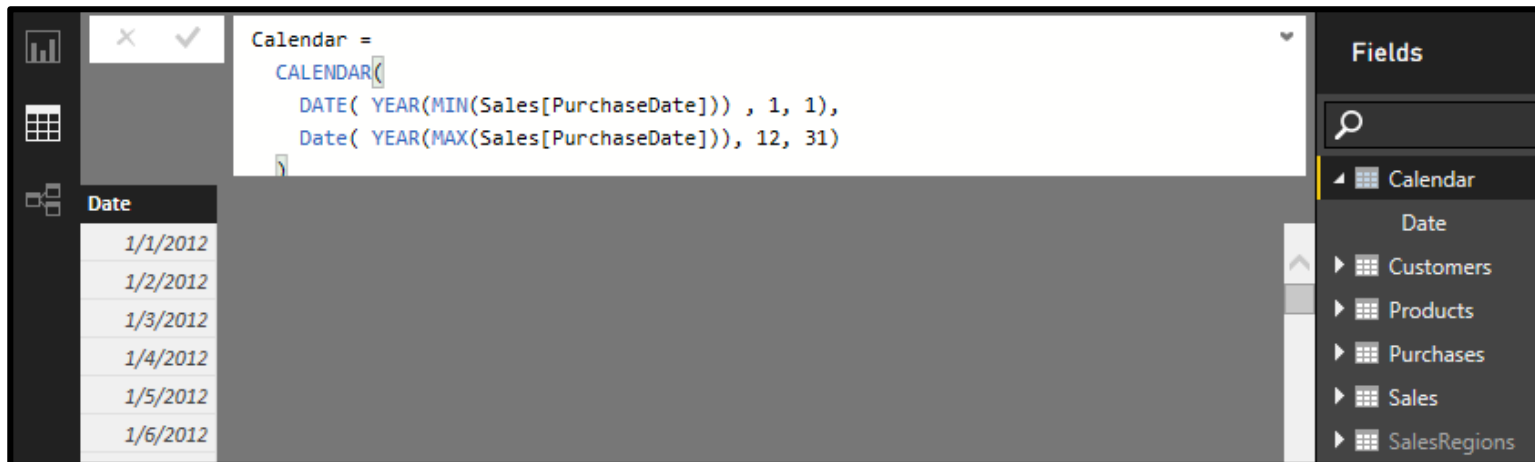 Calendar =
CALENDAR(
DATE( YEAR(MIN(Sales[PurchaseDate])) , 1, 1),
Date( YEAR(MAX(Sales[PurchaseDate])), 12, 31)
)
Date
1/1/2012
1/2/2012
1/3/2012
1/4/2012
1/5/2012
1/6/2012
Fields
Calendar
Date
Customers
Products
Purchases
Sales
SalesRegions